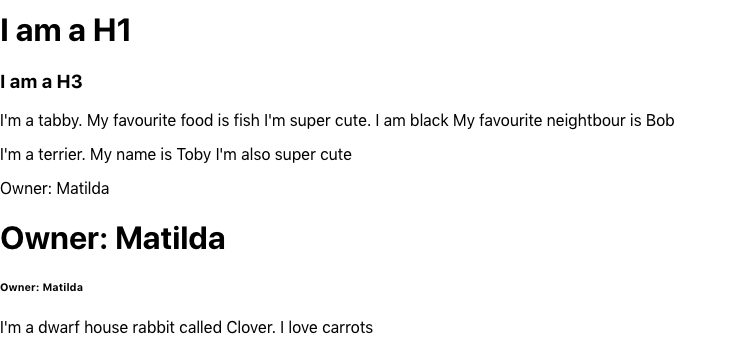 I am a H1
I am a H3
I'm a tabby. My favourite food is fish I'm super cute. I am black My favourite neightbour is Bob
I'm a terrier. My name is Toby I'm also super cute
Owner: Matilda
Owner: Matilda
Owner: Matilda
I'm a dwarf house rabbit called Clover. I love carrots